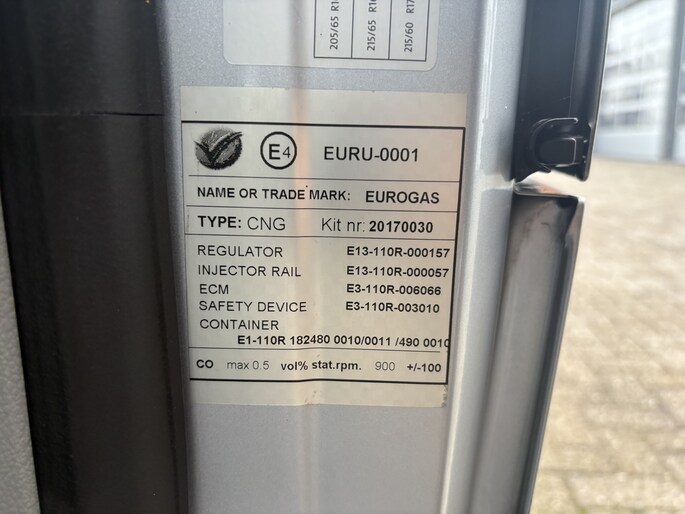 205/65 R1
215/65 R16
215/60 R17
E4 EURU-0001
NAME OR TRADE MARK: EUROGAS
TYPE: CNG Kit nr: 20170030
REGULATOR E13-110R-000157
INJECTOR RAIL E13-110R-000057
ECM E3-110R-006066
SAFETY DEVICE E3-110R-003010
CONTAINER
E1-110R 182480 0010/0011 /490 0010
CO max 0.5 vol% stat.rpm. 900 +/-100